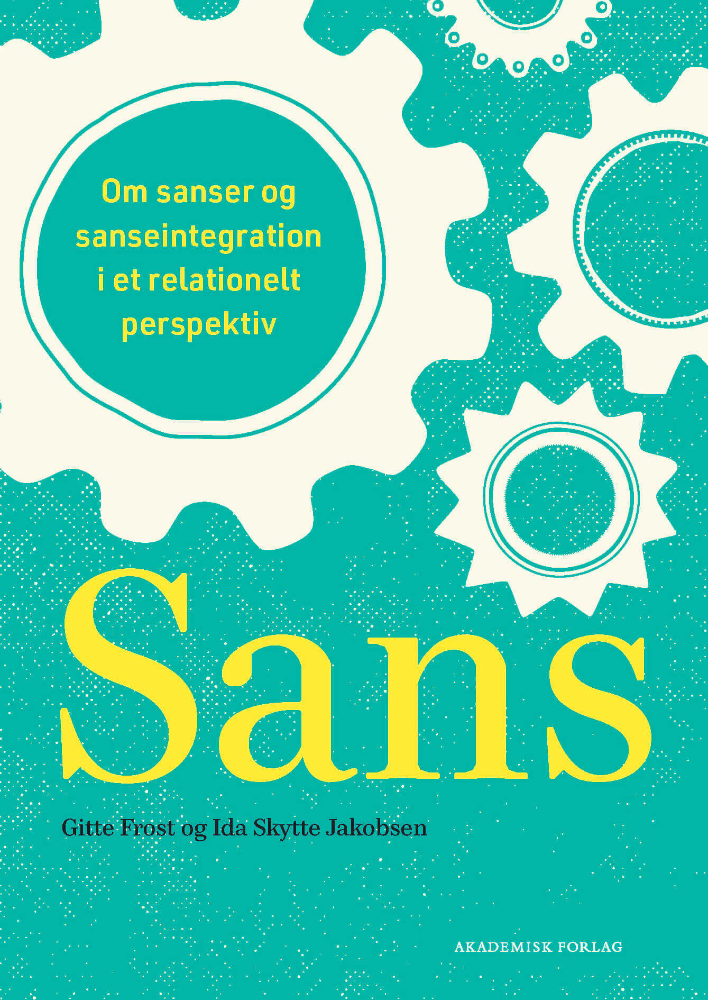 Om sanser og
sanseintegration
i et relationelt
perspektiv
Sans
Gitte Frost og Ida Skytte Jakobsen
AKADEMISK FORLAG